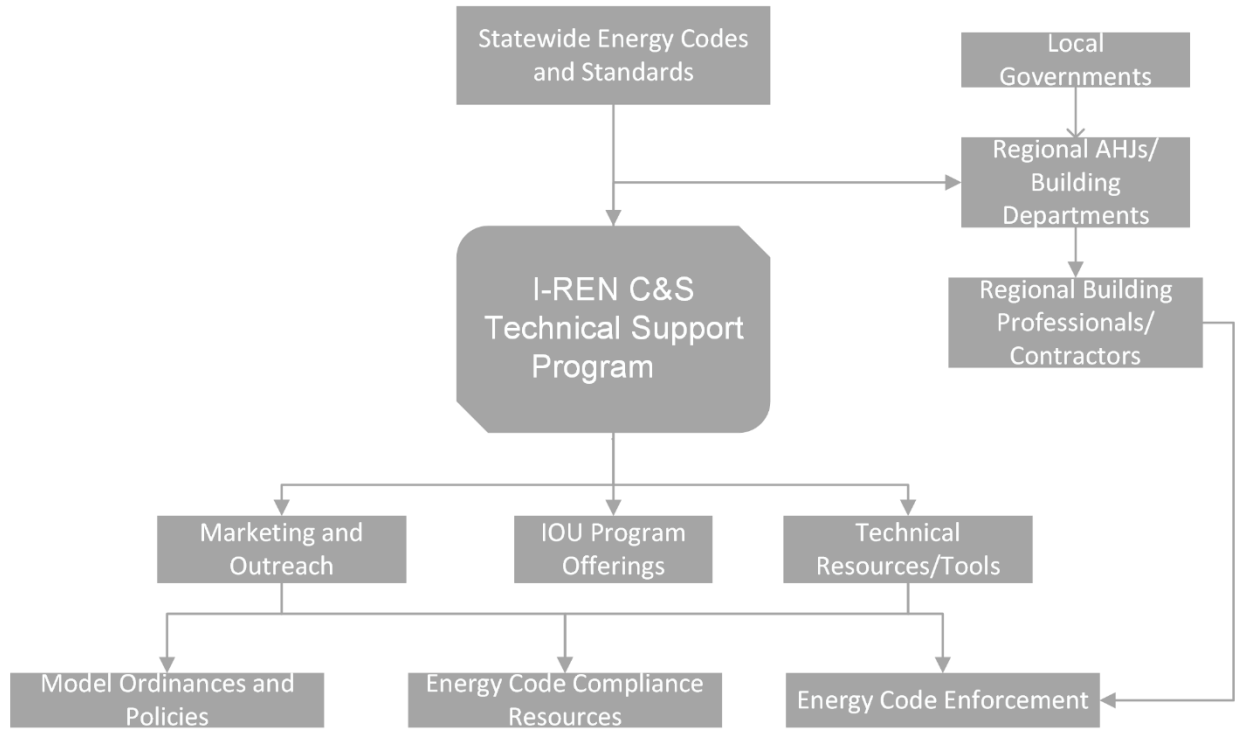 Statewide Energy Codes
and Standards
Local
Governments
Regional AHJs/
Building
Departments
Regional Building
Professionals/
Contractors
I-REN C&S
Technical Support
Program
Marketing and
Outreach
IOU Program
Offerings
Technical
Resources/Tools
Model Ordinances and
Policies
Energy Code Compliance
Resources
Energy Code Enforcement